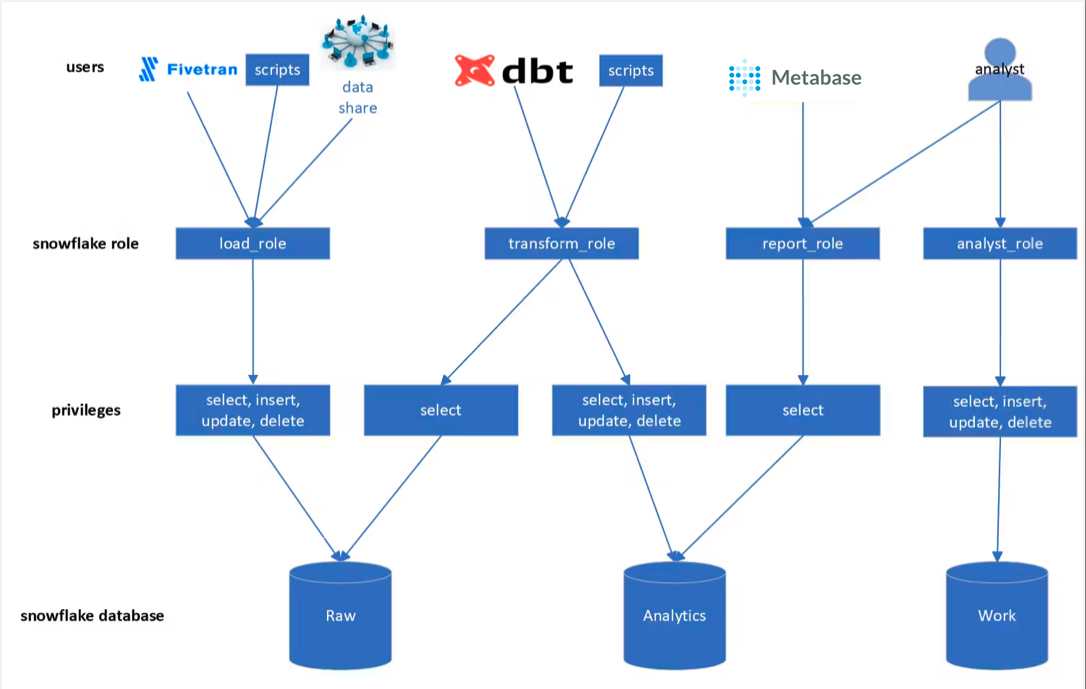 users
Fivetran
scripts
data
share
dbt
scripts
Metabase
analyst
snowflake role
load_role
transform_role
report_role
analyst_role
privileges
select, insert,
update, delete
select
select, insert,
update, delete
select
select, insert,
update, delete
snowflake database
Raw
Analytics
Work